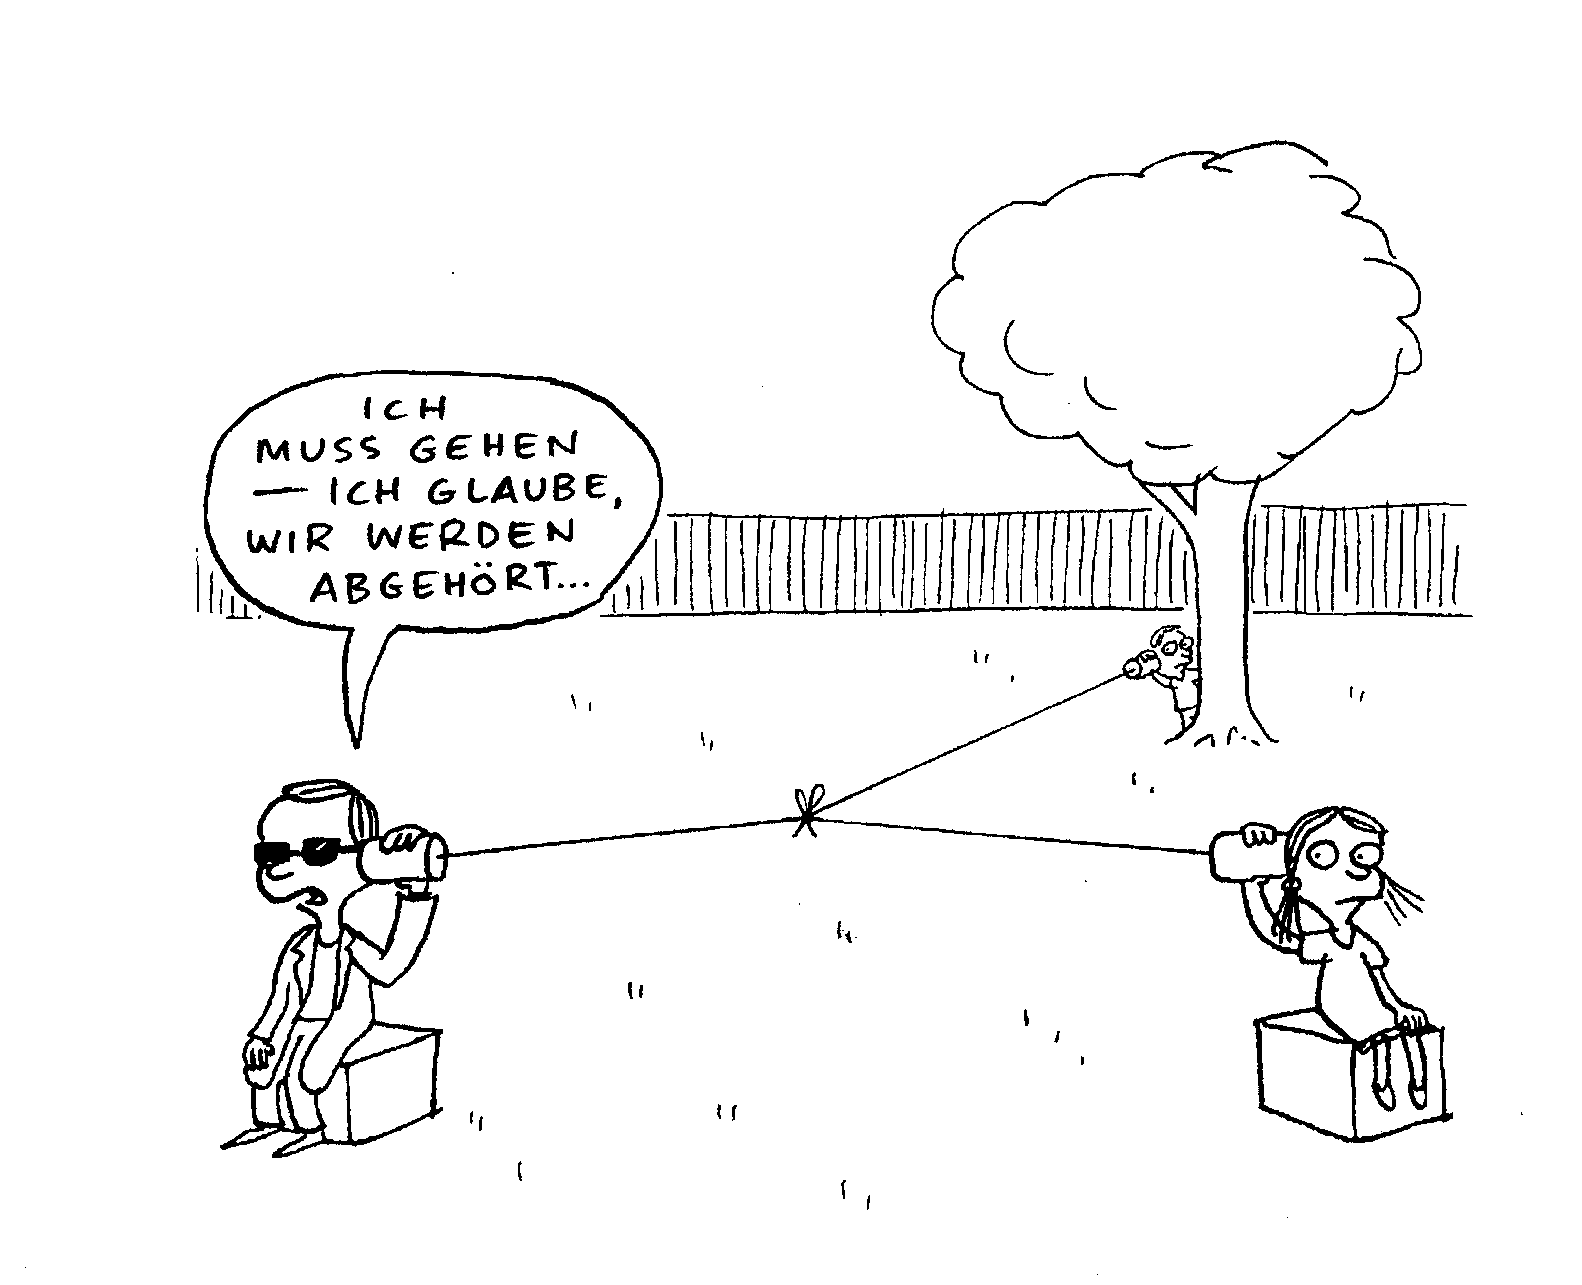 ICH
MUSS GEHEN
— ICH GLAUBE,
WIR WERDEN
ABGEHÖRT...